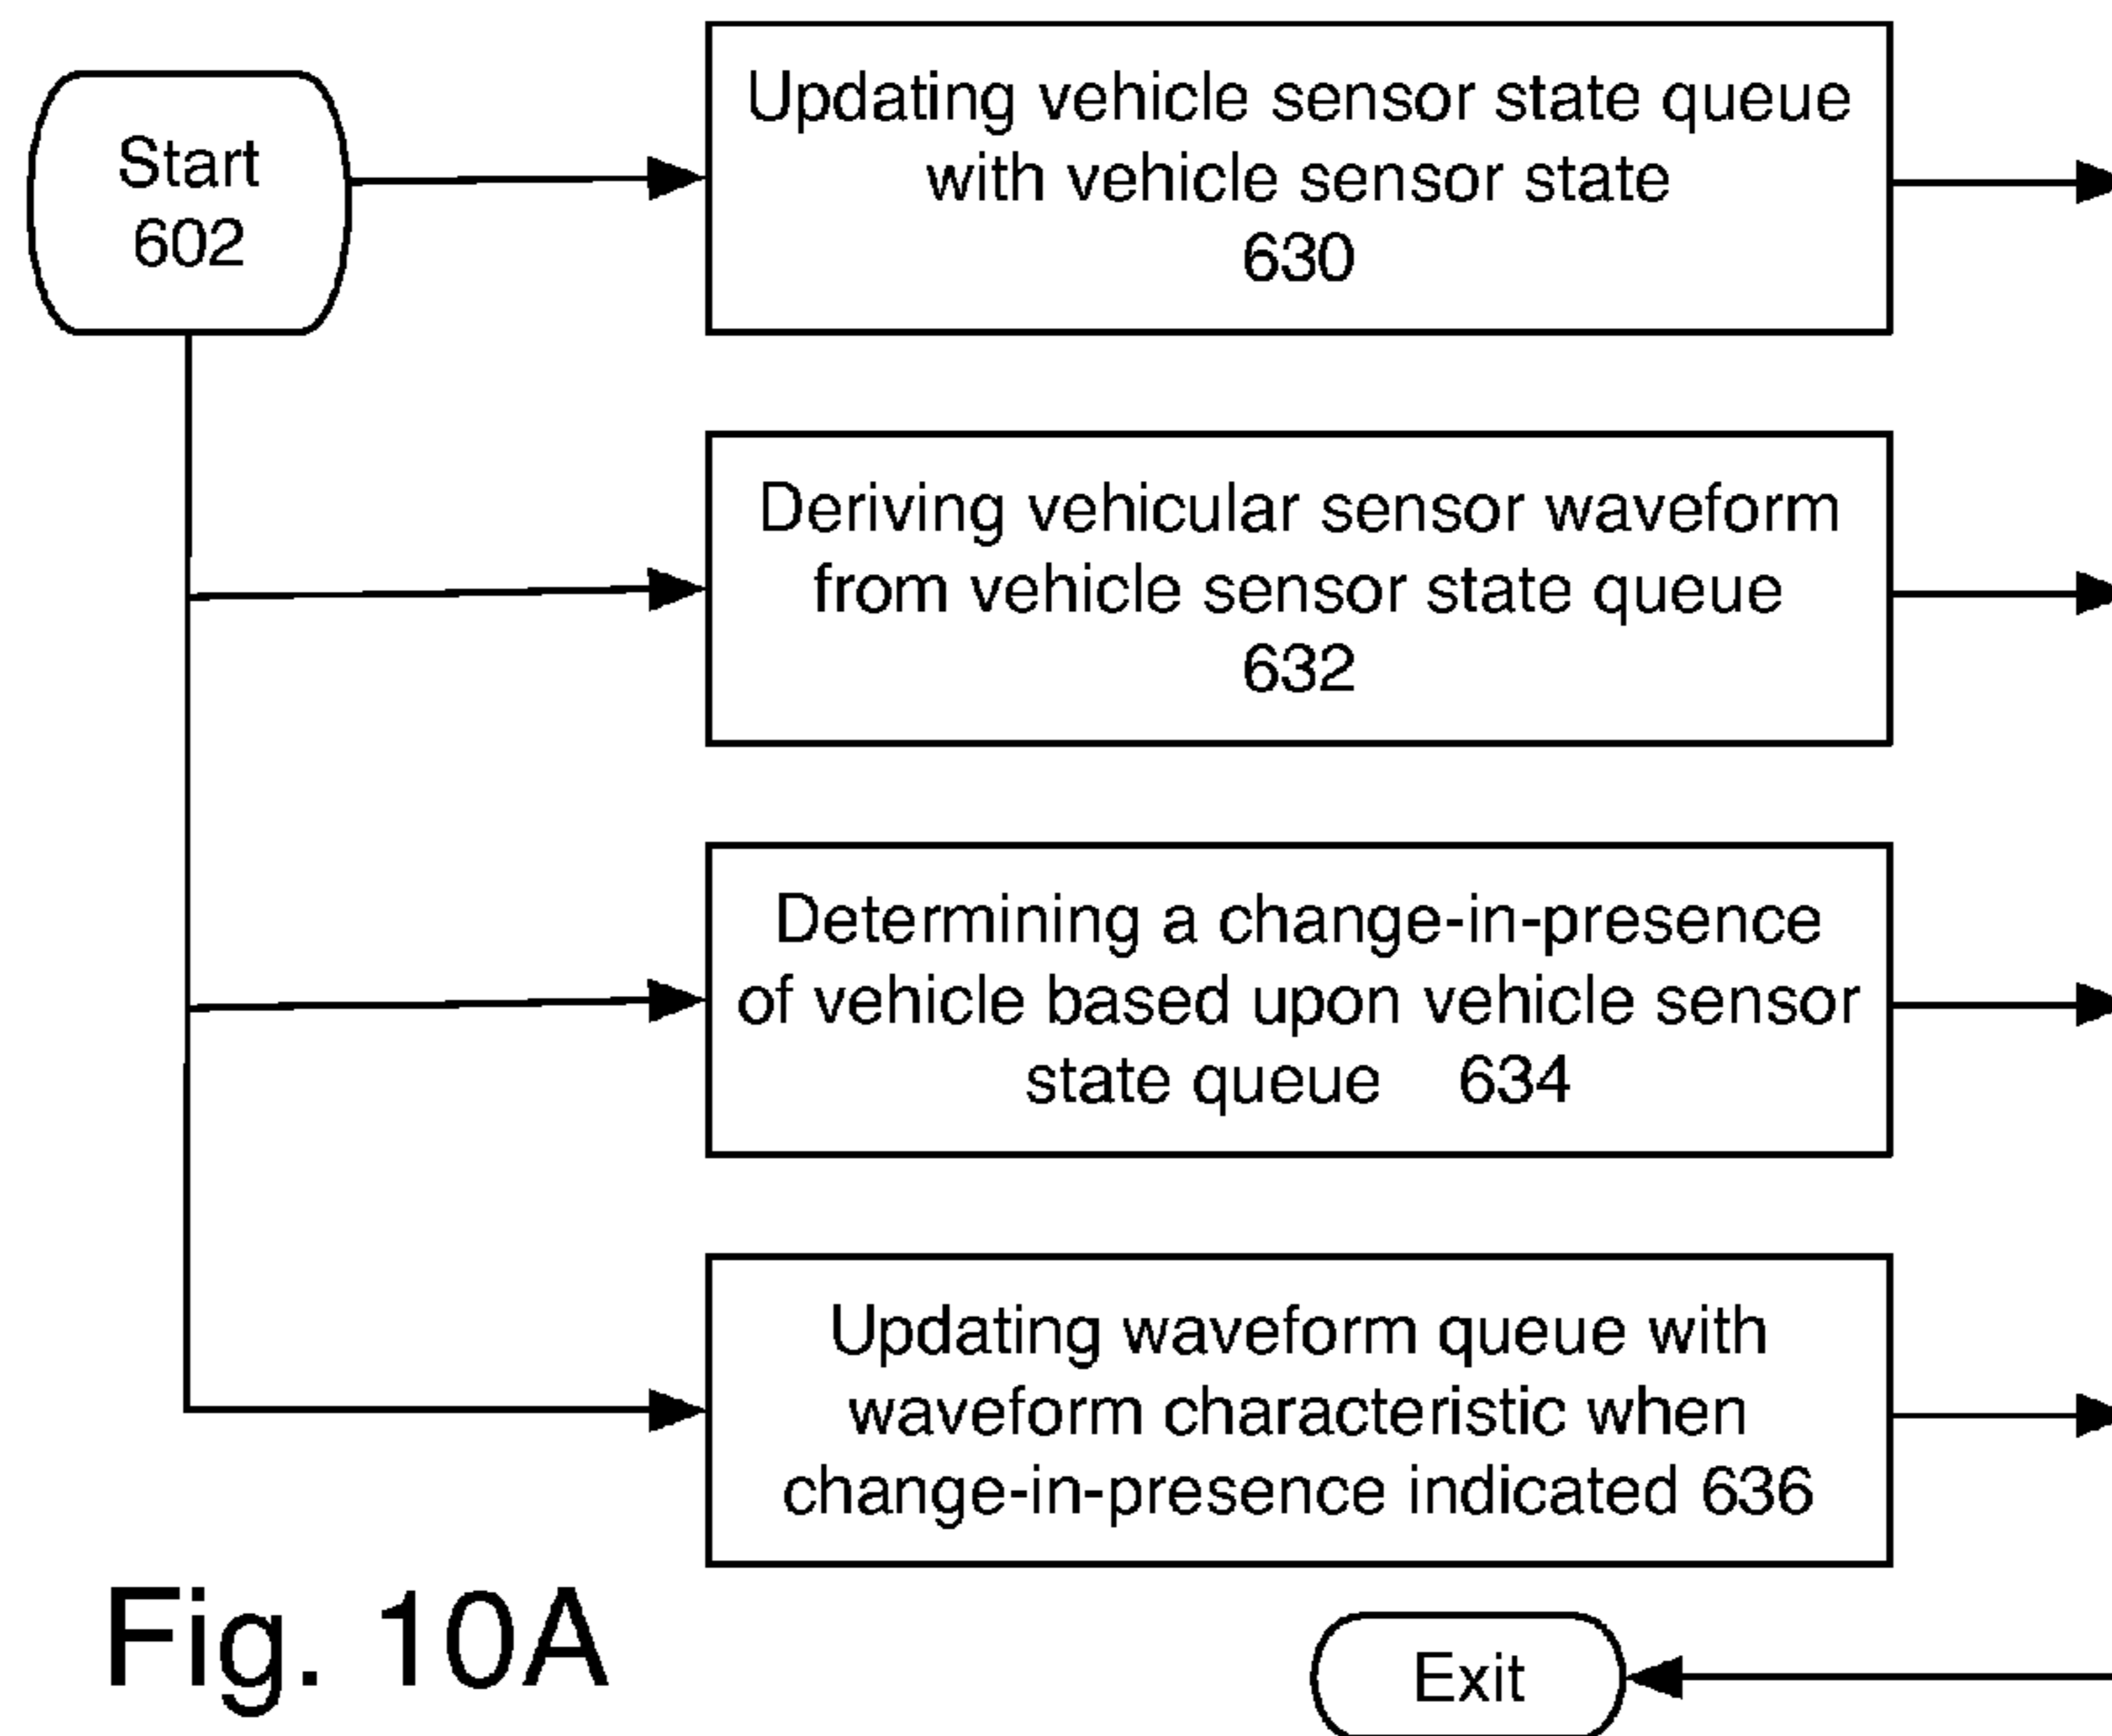 Start
602
Updating vehicle sensor state queue
with vehicle sensor state
630
Deriving vehicular sensor waveform
from vehicle sensor state queue
632
Determining a change-in-presence
of vehicle based upon vehicle sensor
state queue 634
Updating waveform queue with
waveform characteristic when
change-in-presence indicated 636
Fig. 10A
Exit